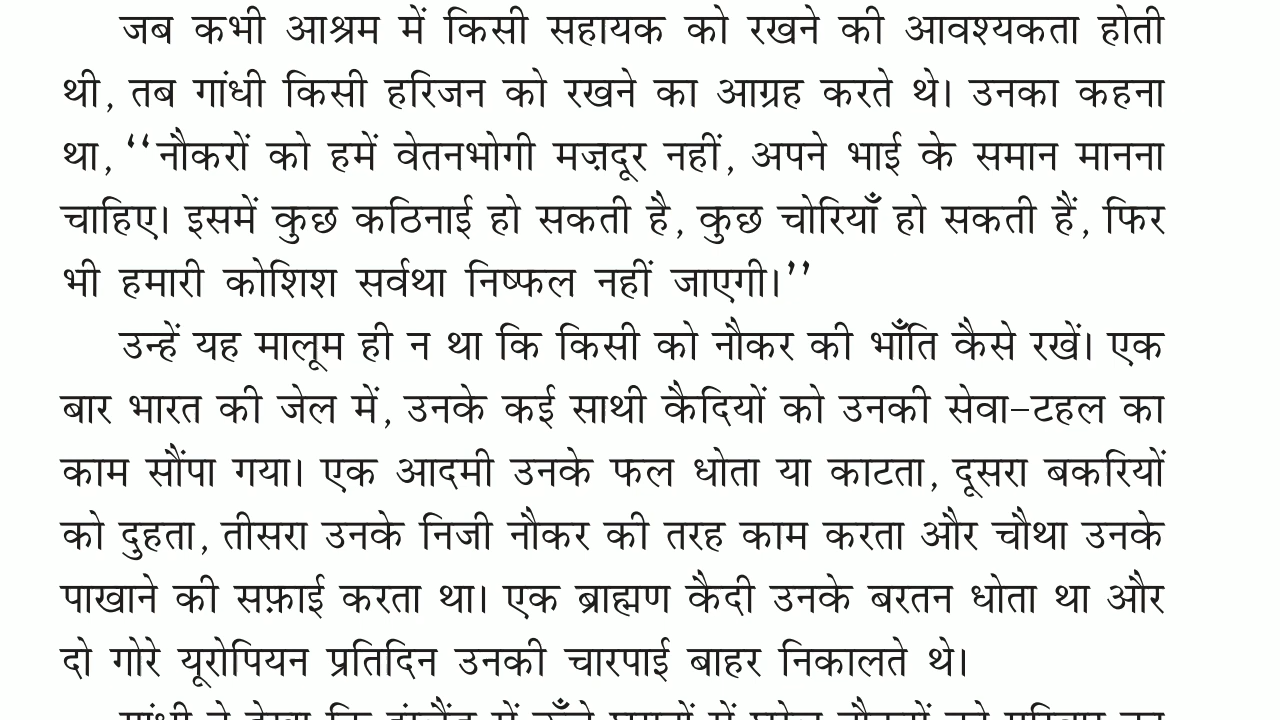 जब कभी आश्रम में किसी सहायक को रखने की आवश्यकता होती
थी, तब गांधी किसी हरिजन को रखने का आग्रह करते थे। उनका कहना
था, ‘‘नौकरों को हमें वेतनभोगी मज़दूर नहीं, अपने भाई के समान मानना
चाहिए। इसमें कुछ कठिनाई हो सकती है, कुछ चोरियाँ हो सकती हैं, फिर
भी हमारी कोशिश सर्वथा निष्फल नहीं जाएगी।’’
उन्हें यह मालूम ही न था कि किसी को नौकर की भाँति कैसे रखें। एक
बार भारत की जेल में, उनके कई साथी कैदियों को उनकी सेवा-टहल का
काम सौंपा गया। एक आदमी उनके फल धोता या काटता, दूसरा बकरियों
को दुहता, तीसरा उनके निजी नौकर की तरह काम करता और चौथा उनके
पाखाने की सफ़ाई करता था। एक ब्राह्मण कैदी उनके बरतन धोता था और
दो गोरे यूरोपियन प्रतिदिन उनकी चारपाई बाहर निकालते थे।